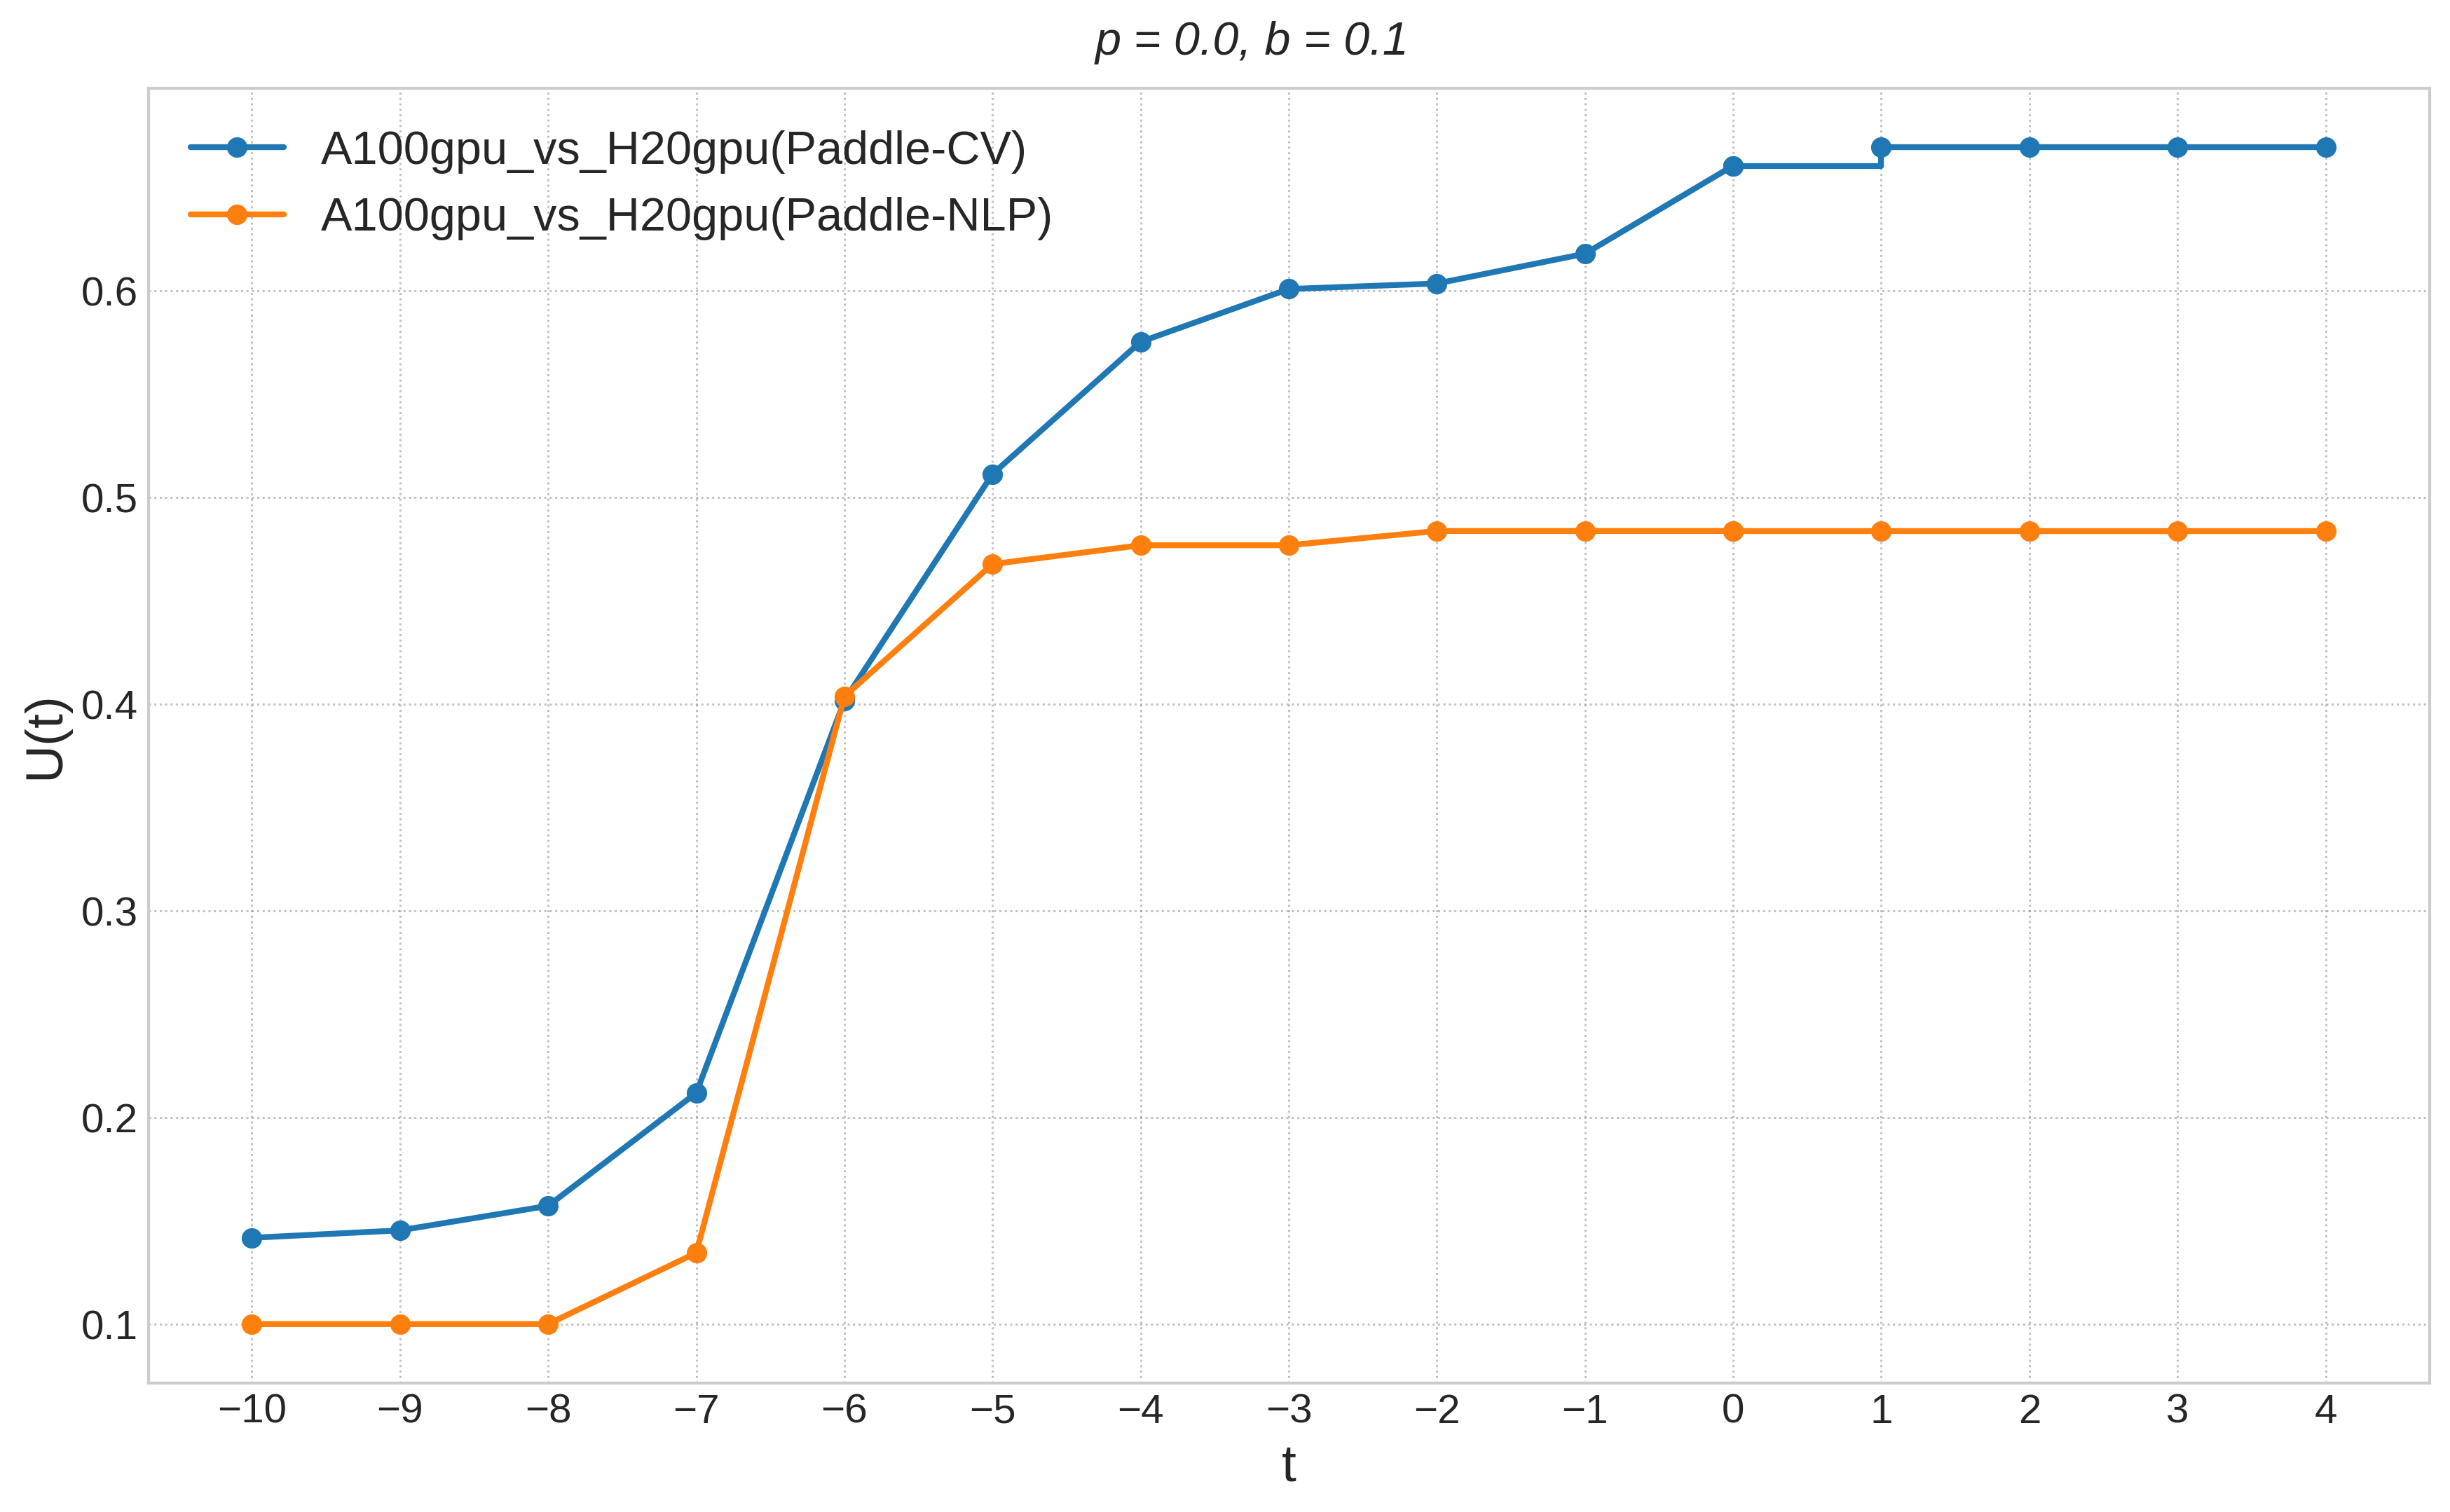 p = 0.0, b = 0.1
A100gpu_vs_H20gpu(Paddle-CV)
A100gpu_vs_H20gpu(Paddle-NLP)
0.6
0.5
0.4
0.3
0.2
0.1
U(t)
−10 −9 −8 −7 −6 −5 −4 −3 −2 −1 0 1 2 3 4
t